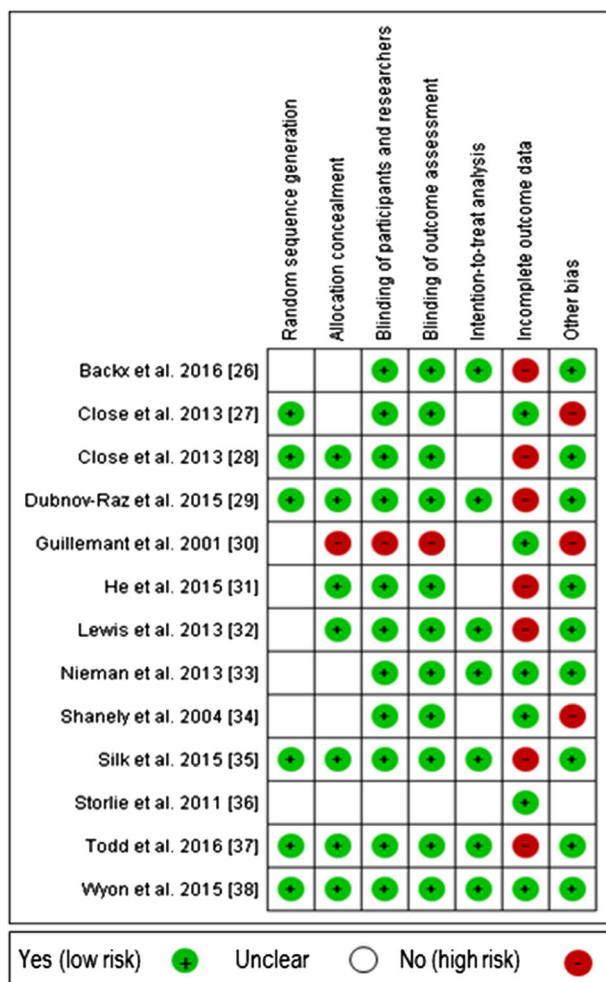 Random sequence generation
Allocation concealment
Blinding of participants and researchers
Blinding of outcome assessment
Intention-to-treat analysis
Incomplete outcome data
Other bias
Backx et al. 2016 [26] + + + - +
Close et al. 2013 [27] + + + + -
Close et al. 2013 [28] + + + + - +
Dubnov-Raz et al. 2015 [29] + + + + + - +
Guillemant et al. 2001 [30] - - - + -
He et al. 2015 [31] + + + - +
Lewis et al. 2013 [32] + + + + - +
Nieman et al. 2013 [33] + + + + +
Shanely et al. 2004 [34] + + + -
Silk et al. 2015 [35] + + + + + - +
Storlie et al. 2011 [36] +
Todd et al. 2016 [37] + + + + + - +
Wyon et al. 2015 [38] + + + + + + +
Yes (low risk) + Unclear No (high risk) -